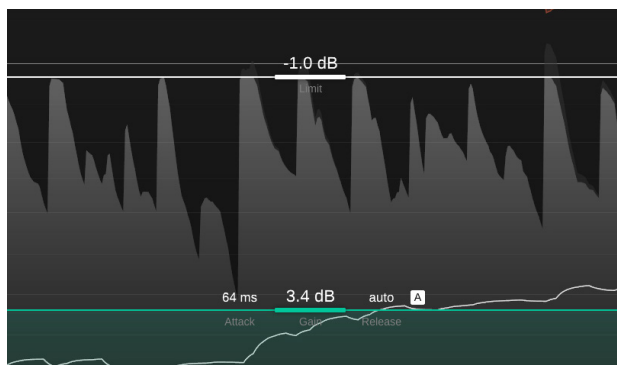 -1.0 dB
Limit
64 ms 3.4 dB auto A
Attack Gain Release